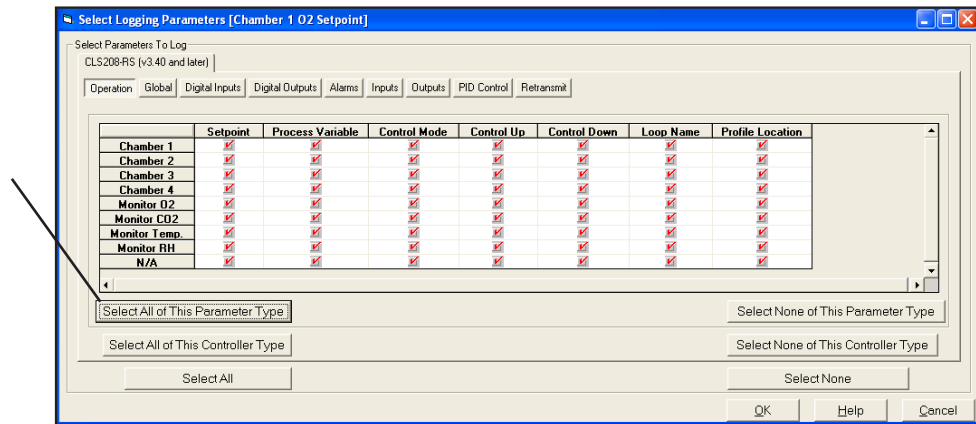 Select Logging Parameters [Chamber 1 O2 Setpoint]
Select Parameters To Log
CLS208-RS (v3.40 and later)
Operation Global Digital Inputs Digital Outputs Alarms Inputs Outputs PID Control Retransmit
Setpoint Process Variable Control Mode Control Up Control Down Loop Name Profile Location
Chamber 1
Chamber 2
Chamber 3
Chamber 4
Monitor O2
Monitor CO2
Monitor Temp.
Monitor RH
N/A
Select All of This Parameter Type Select None of This Parameter Type
Select All of This Controller Type Select None of This Controller Type
Select All Select None
OK Help Cancel